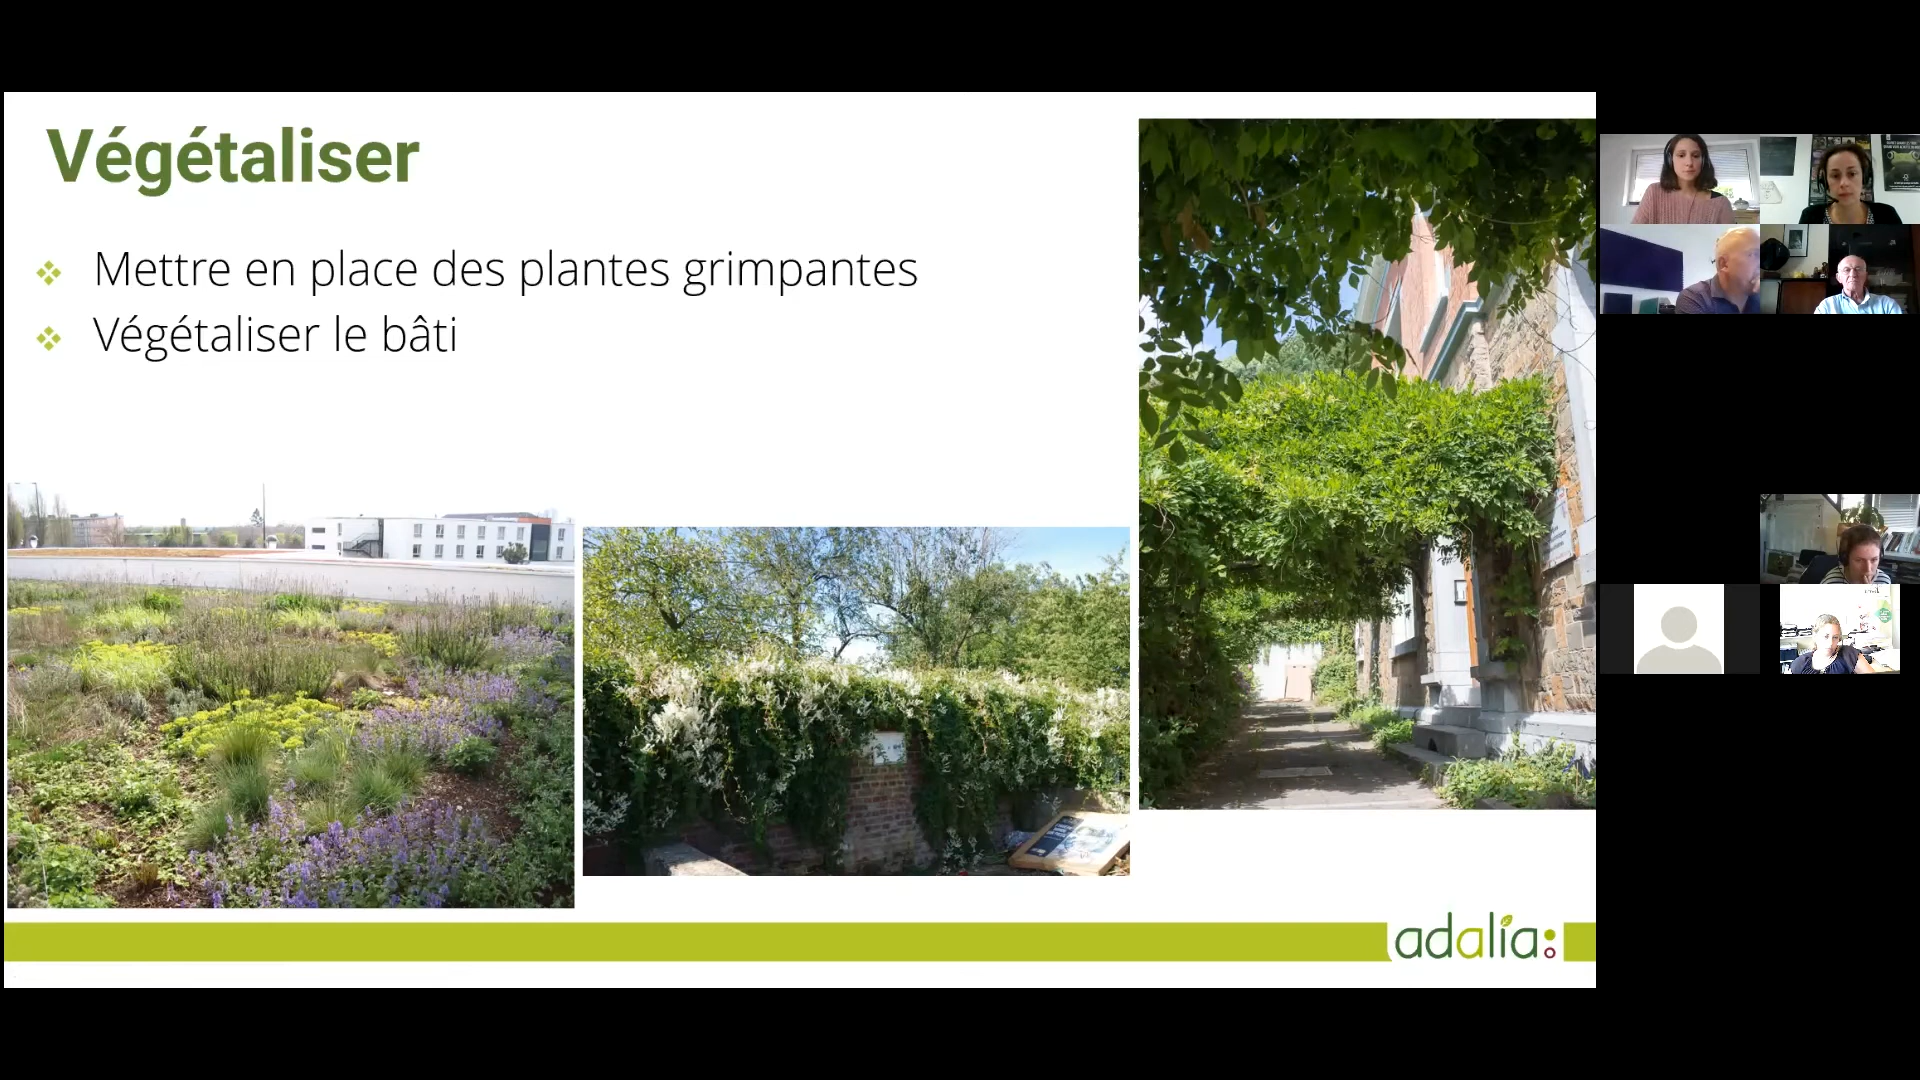 Végétaliser
Mettre en place des plantes grimpantes
Végétaliser le bâti
adalia